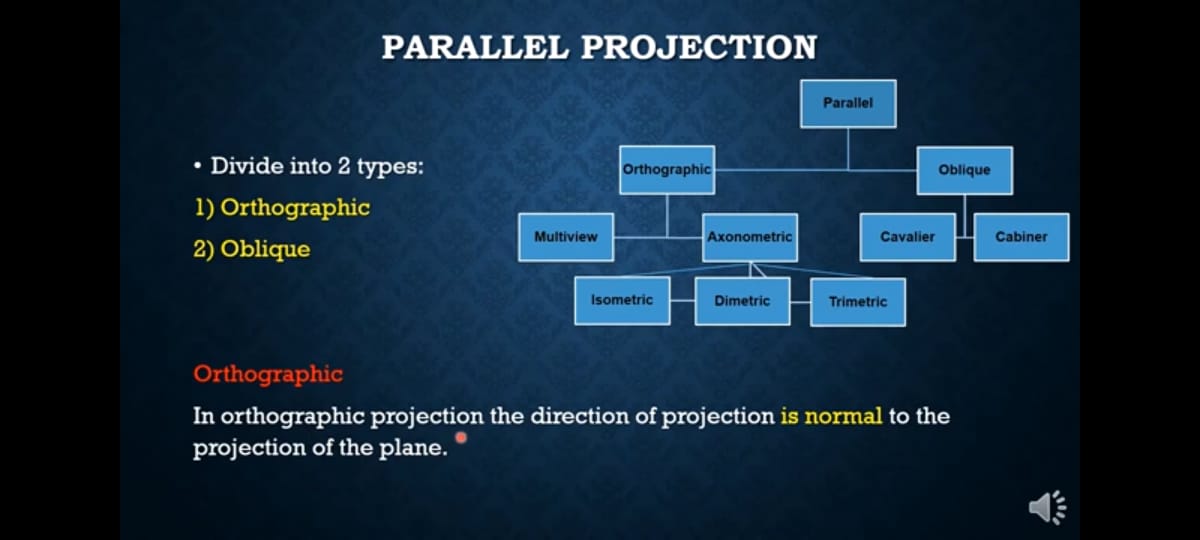 PARALLEL PROJECTION
Parallel
• Divide into 2 types:
Orthographic
Oblique
1) Orthographic
Multiview
Axonometric
Cavalier
Cabiner
2) Oblique
Isometric
Dimetric
Trimetric
Orthographic
In orthographic projection the direction of projection is normal to the
projection of the plane.